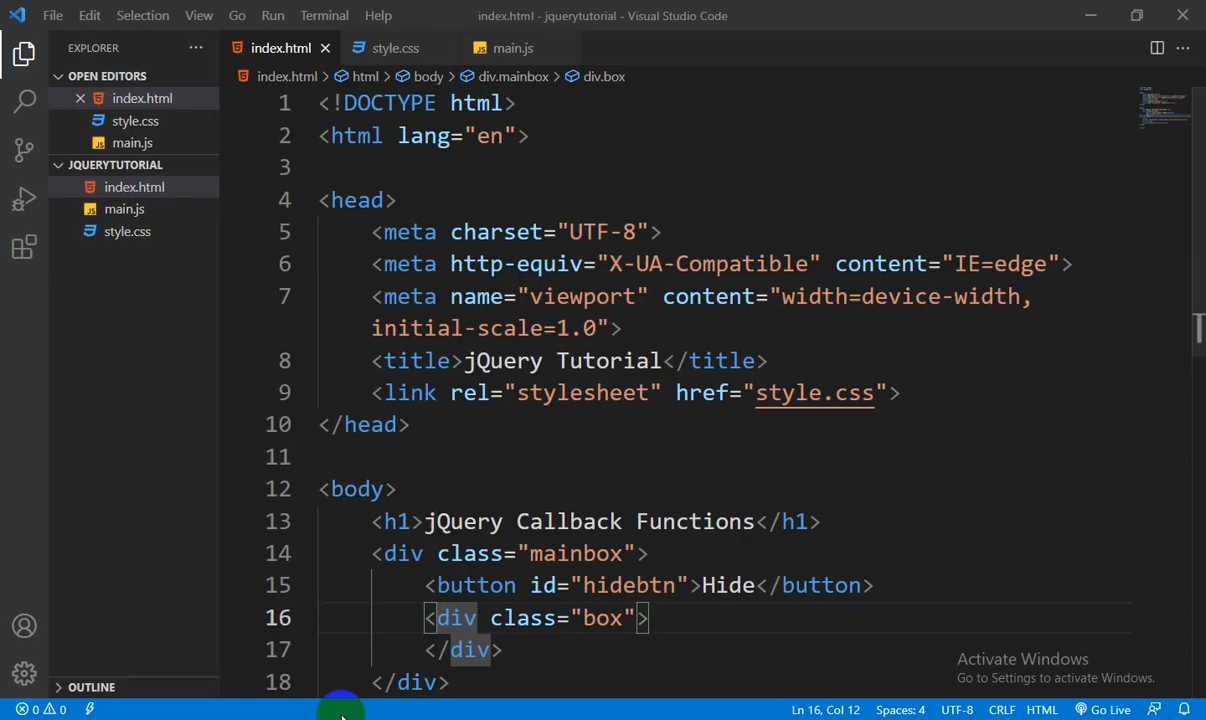 File Edit Selection View Go Run Terminal Help index.html - jquerytutorial - Visual Studio Code
EXPLORER ...
index.html style.css main.js
index.html > html > body > div.mainbox > div.box
OPEN EDITORS
index.html
style.css
main.js
JQUERYTUTORIAL
index.html
main.js
style.css
OUTLINE
1 <!DOCTYPE html>
2 <html lang="en">
3
4 <head>
5 <meta charset="UTF-8">
6 <meta http-equiv="X-UA-Compatible" content="IE=edge">
7 <meta name="viewport" content="width=device-width,
initial-scale=1.0">
8 <title>jQuery Tutorial</title>
9 <link rel="stylesheet" href="style.css">
10 </head>
11
12 <body>
13 <h1>jQuery Callback Functions</h1>
14 <div class="mainbox">
15 <button id="hidebtn">Hide</button>
16 <div class="box">
17 </div>
18 </div>
Activate Windows
Go to Settings to activate Windows.
0 0 Ln 16, Col 12 Spaces: 4 UTF-8 CRLF HTML Go Live